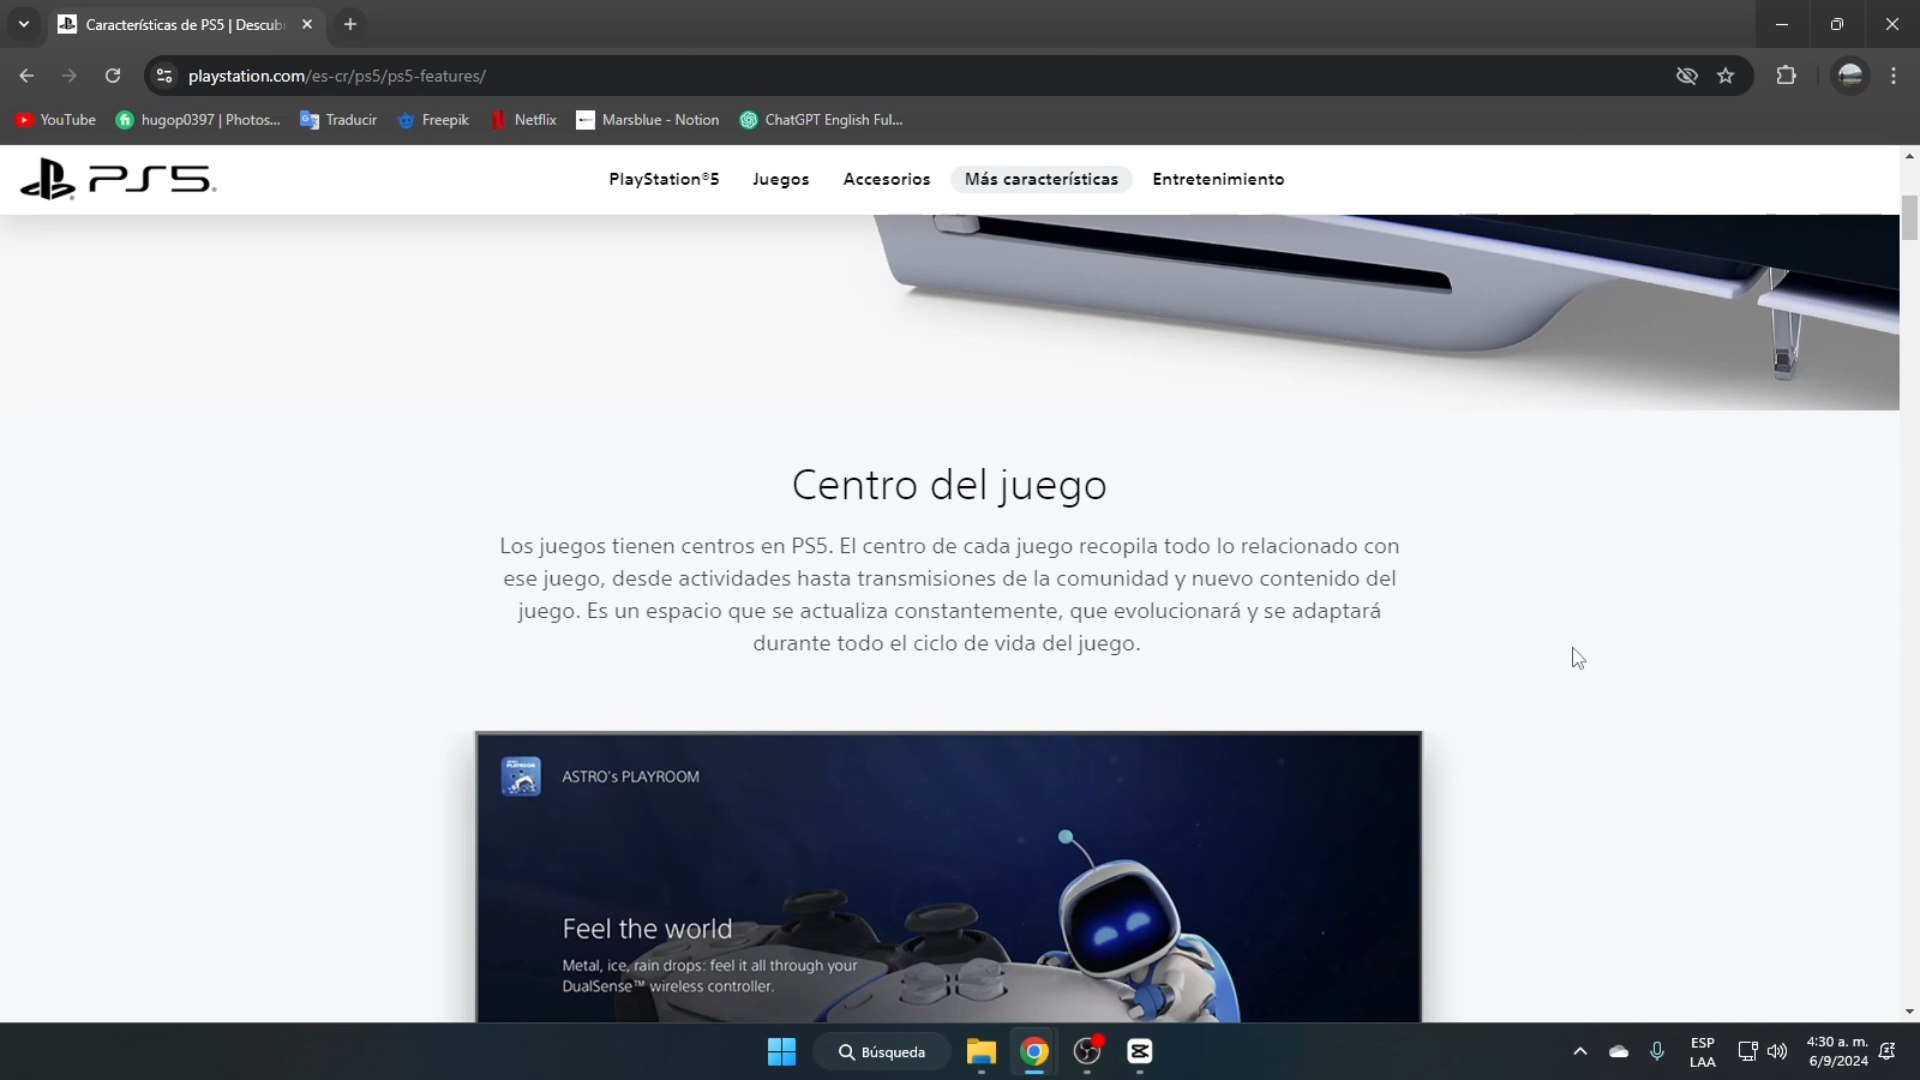 Características de PS5 | Descub
playstation.com/es-cr/ps5/ps5-features/
YouTube
hugop0397 | Photos...
Traducir
Freepik
Netflix
Marsblue - Notion
ChatGPT English Ful...
PS5
PlayStation®5
Juegos
Accesorios
Más características
Entretenimiento
Centro del juego
Los juegos tienen centros en PS5. El centro de cada juego recopila todo lo relacionado con
ese juego, desde actividades hasta transmisiones de la comunidad y nuevo contenido del
juego. Es un espacio que se actualiza constantemente, que evolucionará y se adaptará
durante todo el ciclo de vida del juego.
ASTRO's PLAYROOM
Feel the world
Metal, ice, rain drops: feel it all through your
DualSense™ wireless controller.
Búsqueda
ESP
LAA
4:30 a. m.
6/9/2024